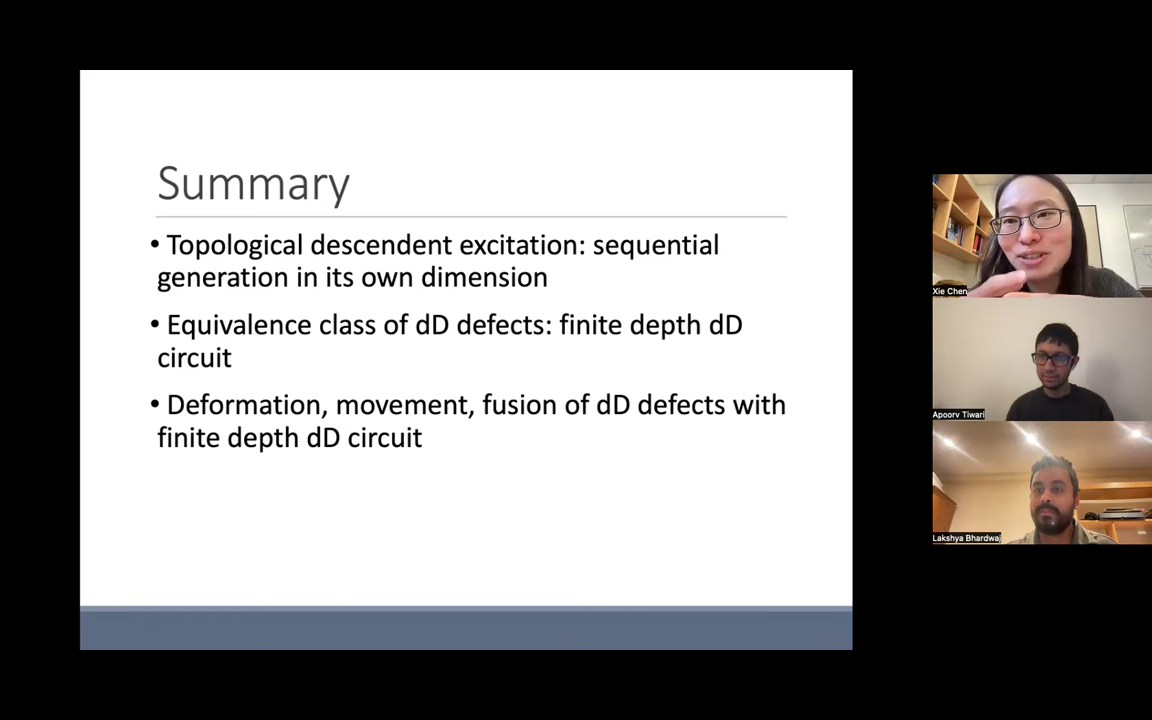 Summary
• Topological descendent excitation: sequential
generation in its own dimension
• Equivalence class of dD defects: finite depth dD
circuit
• Deformation, movement, fusion of dD defects with
finite depth dD circuit
Xie Chen
Apoorv Tiwari
Lakshya Bhardwaj